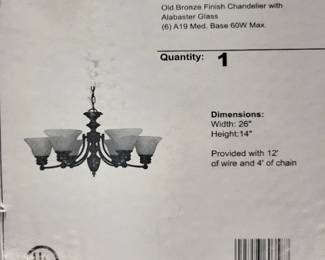 Old Bronze Finish Chandelier with
Alabaster Glass
(6) A19 Med. Base 60W Max.
Quantity: 1
Dimensions:
Width: 26"
Height:14"
Provided with 12'
of wire and 4' of chain